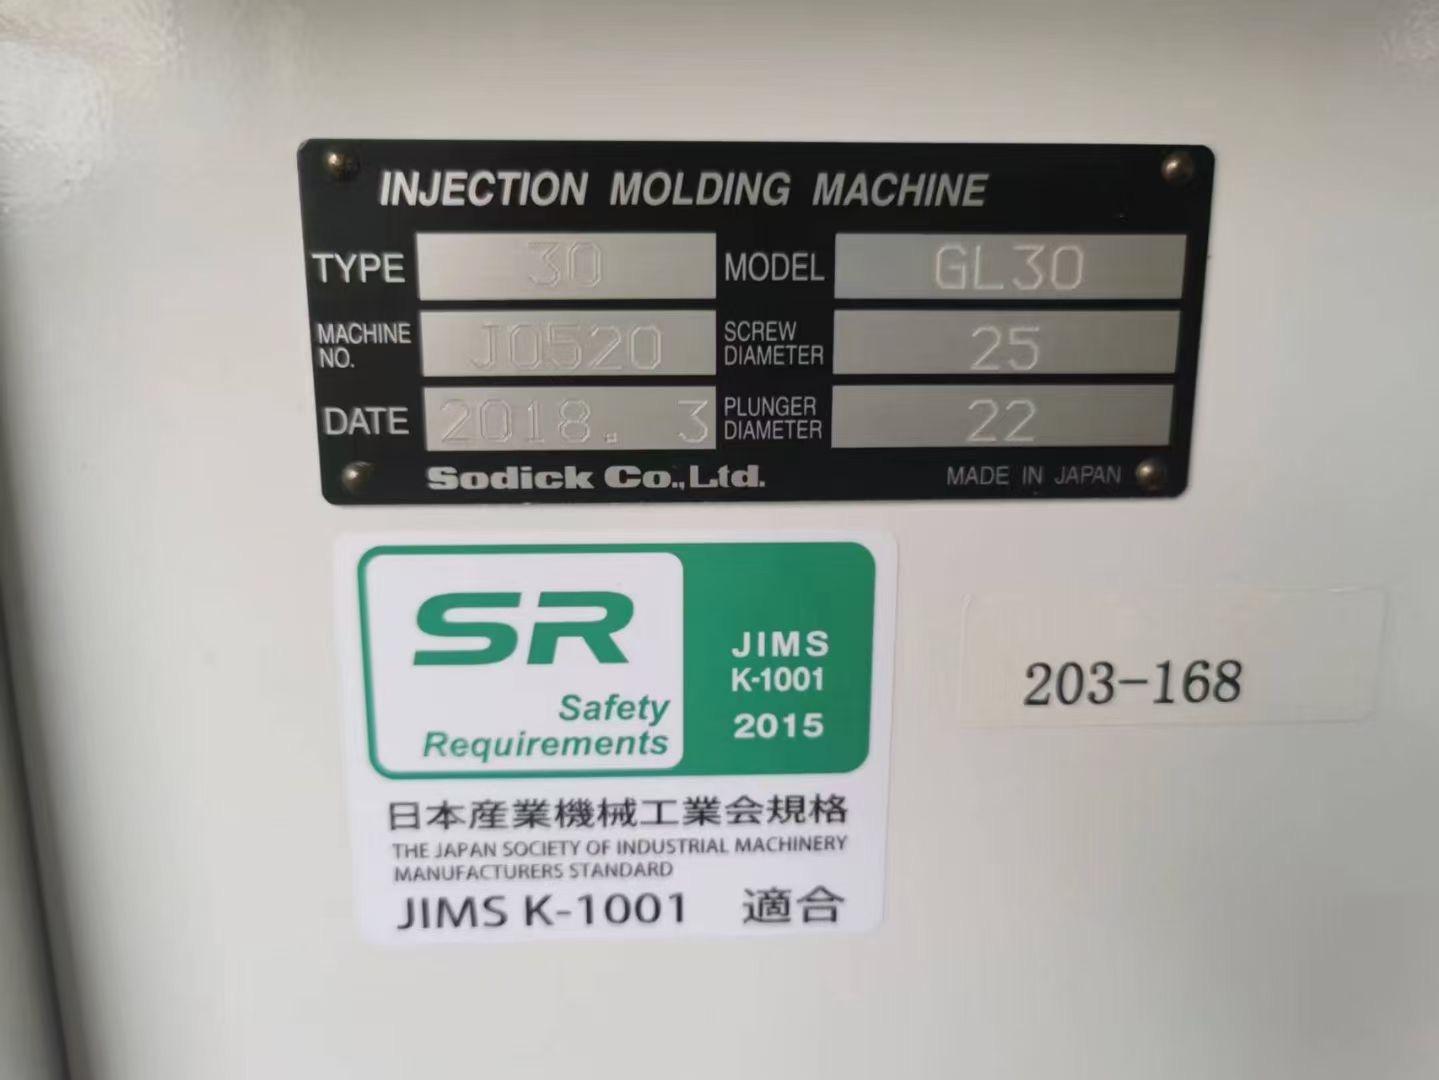 INJECTION MOLDING MACHINE
TYPE 30 MODEL GL30
MACHINE NO. J0520 SCREW DIAMETER 25
DATE 2018. 3 PLUNGER DIAMETER 22
Sodick Co.,Ltd. MADE IN JAPAN
SR
Safety
Requirements
JIMS
K-1001
2015
日本産業機械工業会規格
THE JAPAN SOCIETY OF INDUSTRIAL MACHINERY
MANUFACTURERS STANDARD
JIMS K-1001 適合
203-168